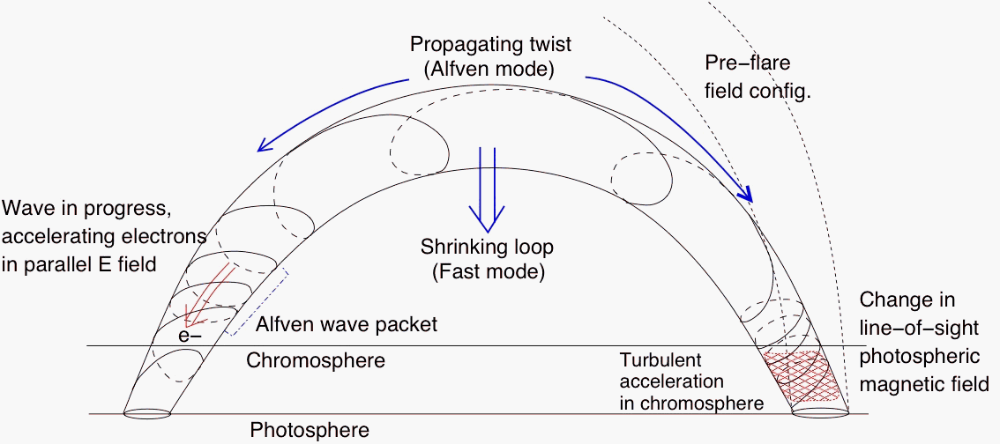 Propagating twist
(Alfven mode)
Pre−flare
field config.
Wave in progress,
accelerating electrons
in parallel E field
Shrinking loop
(Fast mode)
e−
Alfven wave packet
Chromosphere
Turbulent
acceleration
in chromosphere
Change in
line−of−sight
photospheric
magnetic field
Photosphere